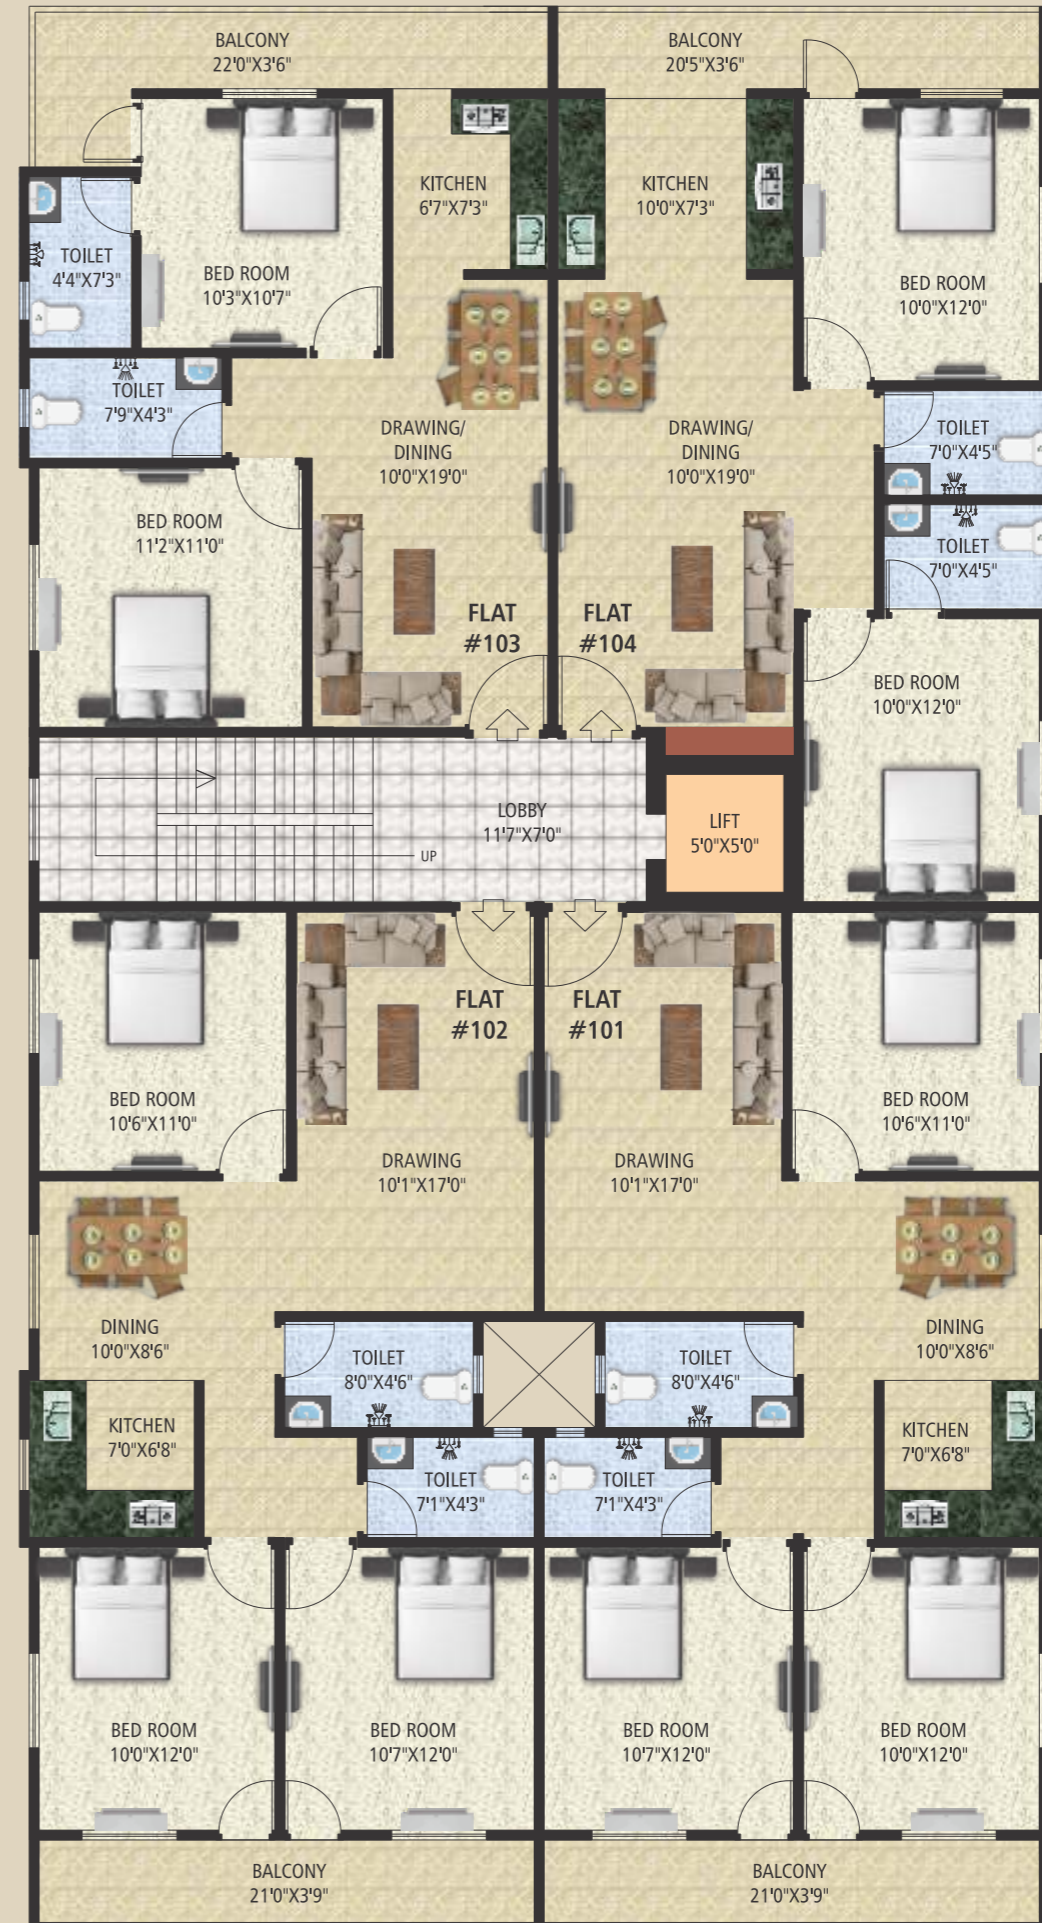 BALCONY
22'0"X3'6"
BALCONY
20'5"X3'6"
KITCHEN
6'7"X7'3"
KITCHEN
10'0"X7'3"
TOILET
4'4"X7'3"
BED ROOM
10'3"X10'7"
BED ROOM
10'0"X12'0"
TOILET
7'9"X4'3"
DRAWING/
DINING
10'0"X19'0"
DRAWING/
DINING
10'0"X19'0"
TOILET
7'0"X4'5"
BED ROOM
11'2"X11'0"
TOILET
7'0"X4'5"
FLAT
#103
FLAT
#104
BED ROOM
10'0"X12'0"
LOBBY
11'7"X7'0"
LIFT
5'0"X5'0"
UP
FLAT
#102
FLAT
#101
BED ROOM
10'6"X11'0"
BED ROOM
10'6"X11'0"
DRAWING
10'1"X17'0"
DRAWING
10'1"X17'0"
DINING
10'0"X8'6"
DINING
10'0"X8'6"
TOILET
8'0"X4'6"
TOILET
8'0"X4'6"
KITCHEN
7'0"X6'8"
KITCHEN
7'0"X6'8"
TOILET
7'1"X4'3"
TOILET
7'1"X4'3"
BED ROOM
10'0"X12'0"
BED ROOM
10'7"X12'0"
BED ROOM
10'7"X12'0"
BED ROOM
10'0"X12'0"
BALCONY
21'0"X3'9"
BALCONY
21'0"X3'9"